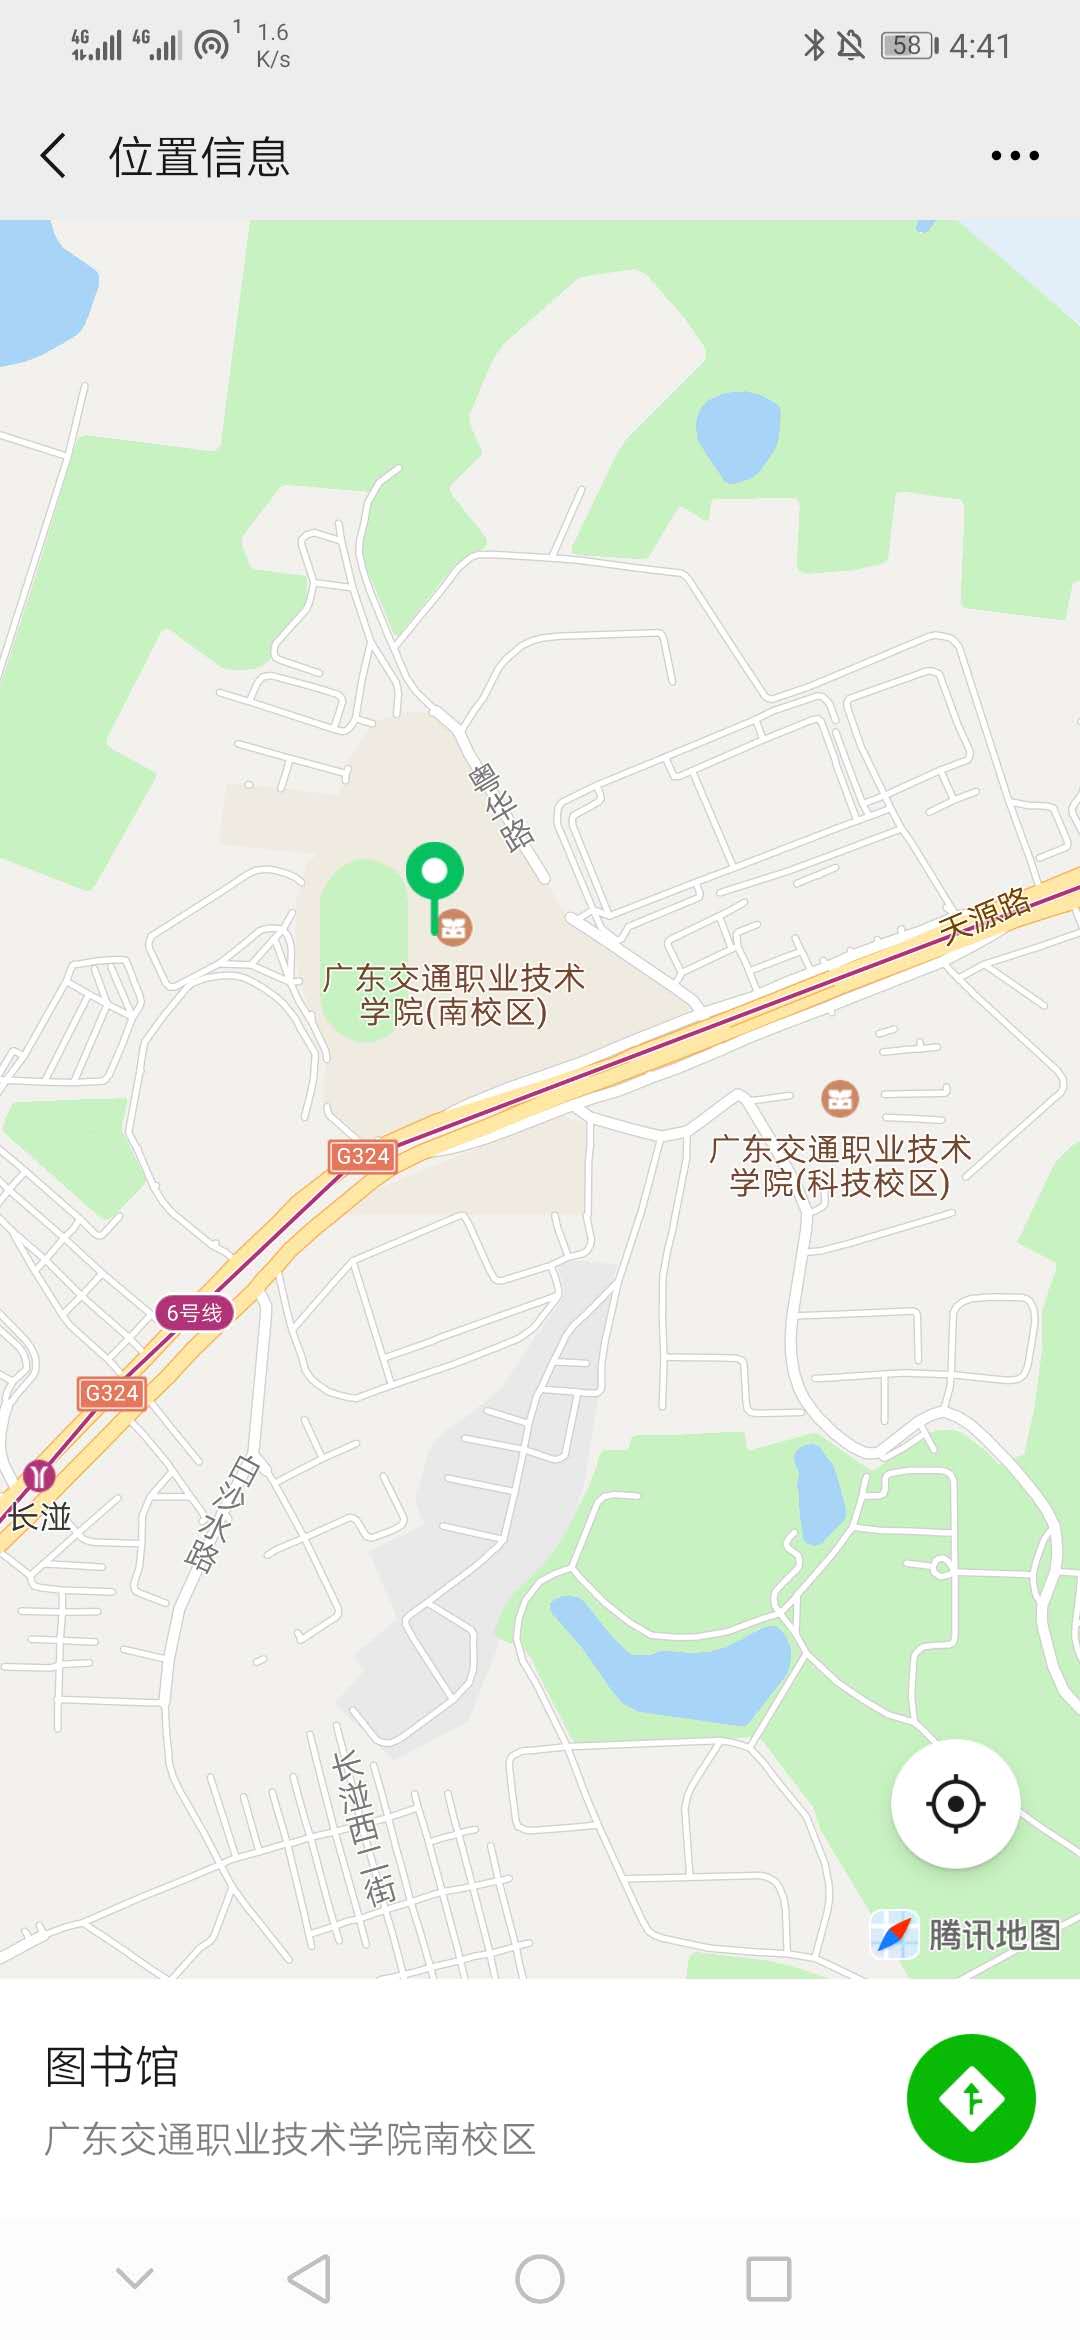 4G 4G 1 1.6 K/s 58 4:41
位置信息
粤华路
天源路
广东交通职业技术
学院(南校区)
广东交通职业技术
学院(科技校区)
G324
6号线
G324
长湴
白沙水路
长湴西二街
腾讯地图
图书馆
广东交通职业技术学院南校区